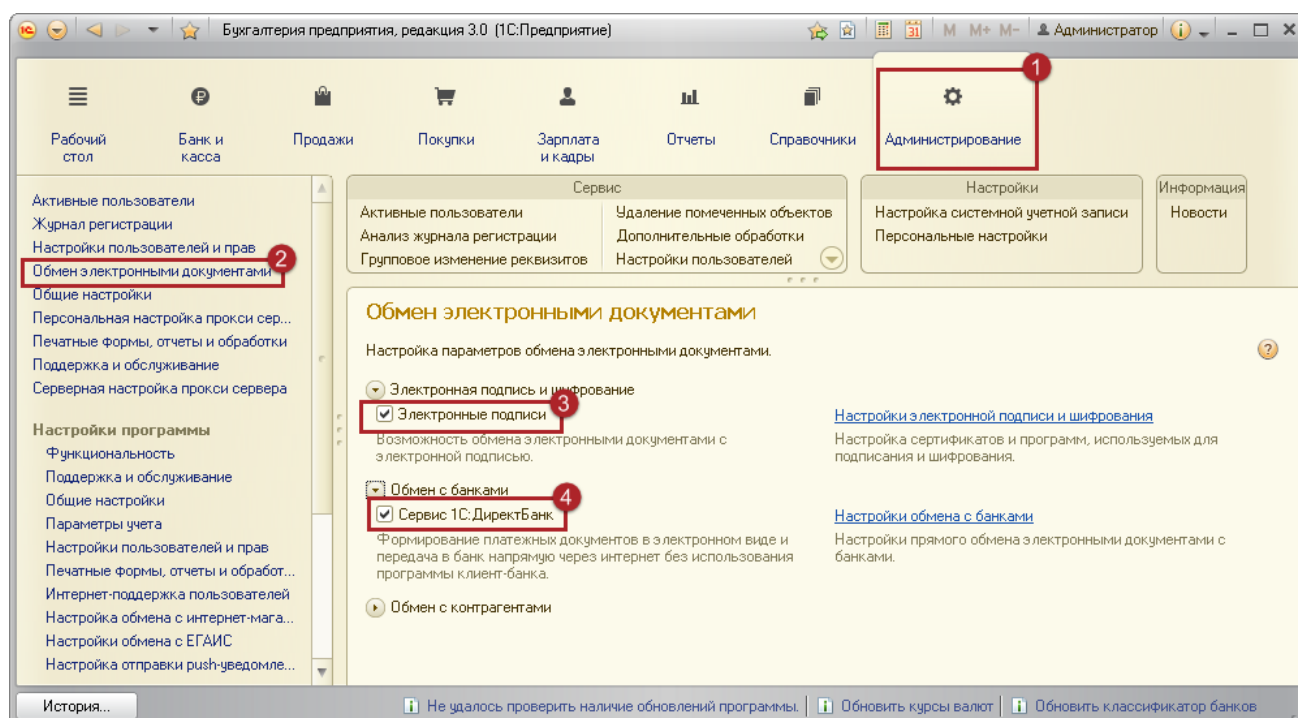 Бухгалтерия предприятия, редакция 3.0 (1С:Предприятие)
M M+ M- Администратор
1
Рабочий стол
Банк и касса
Продажи
Покупки
Зарплата и кадры
Отчеты
Справочники
Администрирование
Активные пользователи
Журнал регистрации
Настройки пользователей и прав
2
Обмен электронными документами
Общие настройки
Персональная настройка прокси сер...
Печатные формы, отчеты и обработки
Поддержка и обслуживание
Серверная настройка прокси сервера
Настройки программы
Функциональность
Поддержка и обслуживание
Общие настройки
Параметры учета
Настройки пользователей и прав
Печатные формы, отчеты и обработ...
Интернет-поддержка пользователей
Настройка обмена с интернет-мага...
Настройки обмена с ЕГАИС
Настройка отправки push-уведомле...
Сервис
Активные пользователи
Анализ журнала регистрации
Групповое изменение реквизитов
Удаление помеченных объектов
Дополнительные обработки
Настройки пользователей
Настройки
Настройка системной учетной записи
Персональные настройки
Информация
Новости
Обмен электронными документами
Настройка параметров обмена электронными документами.
?
Электронная подпись и шифрование
3
Электронные подписи
Возможность обмена электронными документами с
электронной подписью.
Настройки электронной подписи и шифрования
Настройка сертификатов и программ, используемых для
подписания и шифрования.
Обмен с банками
4
Сервис 1С:ДиректБанк
Формирование платежных документов в электронном виде и
передача в банк напрямую через интернет без использования
программы клиент-банка.
Настройки обмена с банками
Настройки прямого обмена электронными документами с
банками.
Обмен с контрагентами
История...
Не удалось проверить наличие обновлений программы.
Обновить курсы валют
Обновить классификатор банков